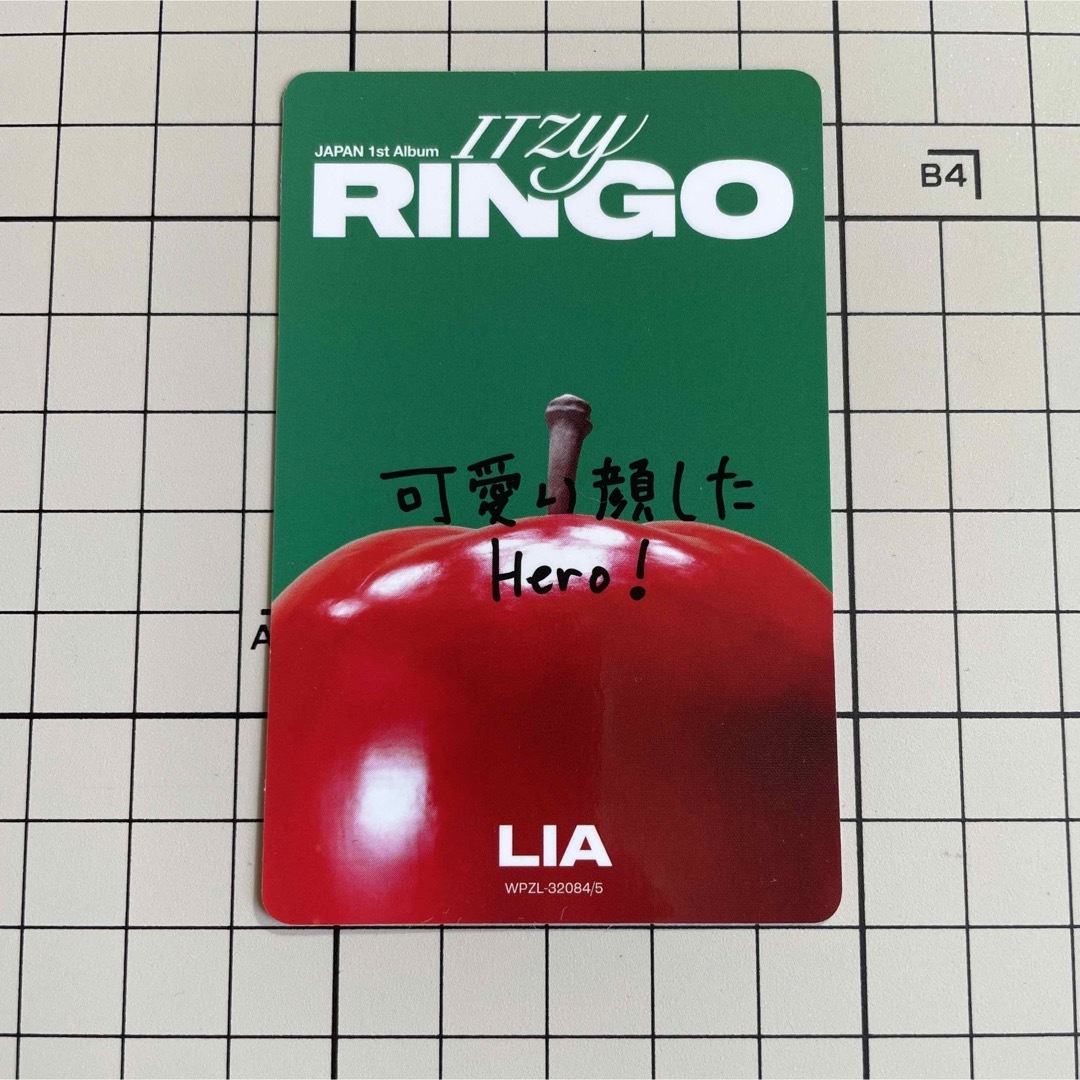 ITZY
JAPAN 1st Album
RINGO
B4
可愛い顔した
Hero!
A
LIA
WPZL-32084/5